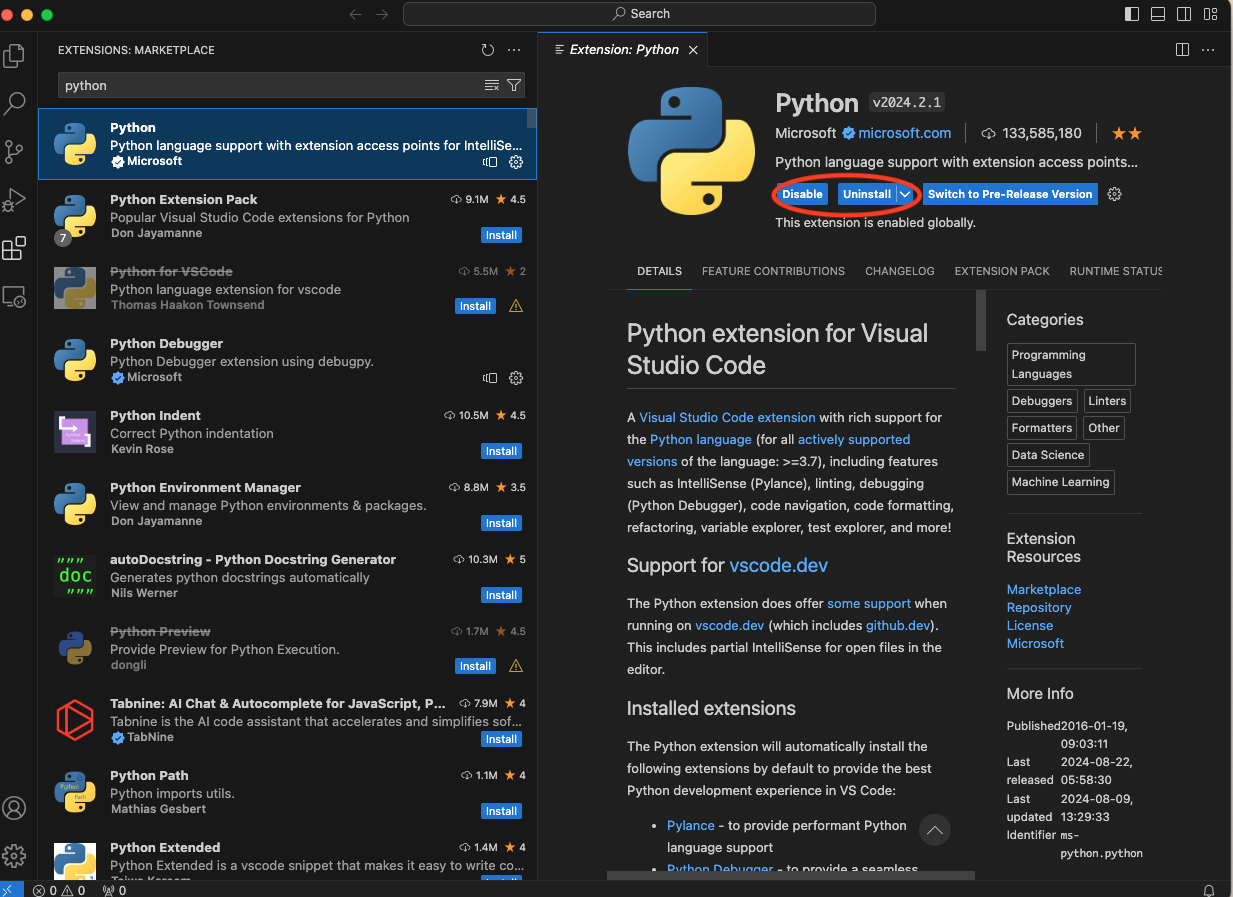 Search
EXTENSIONS: MARKETPLACE
python
Python
Python language support with extension access points for IntelliSe...
Microsoft
Python Extension Pack 9.1M 4.5
Popular Visual Studio Code extensions for Python
Don Jayamanne
Install
7
Python for VSCode 5.5M 2
Python language extension for vscode
Thomas Haakon Townsend
Install
Python Debugger
Python Debugger extension using debugpy.
Microsoft
Python Indent 10.5M 4.5
Correct Python indentation
Kevin Rose
Install
Python Environment Manager 8.8M 3.5
View and manage Python environments & packages.
Don Jayamanne
Install
"""
doc
"""
autoDocstring - Python Docstring Generator 10.3M 5
Generates python docstrings automatically
Nils Werner
Install
Python Preview 1.7M 4.5
Provide Preview for Python Execution.
dongli
Install
Tabnine: AI Chat & Autocomplete for JavaScript, P... 7.9M 4
Tabnine is the AI code assistant that accelerates and simplifies sof...
TabNine
Install
Python
Path
Python Path 1.1M 4
Python imports utils.
Mathias Gesbert
Install
Python Extended 1.4M 4
Python Extended is a vscode snippet that makes it easy to write co...
Extension: Python
Python v2024.2.1
Microsoft microsoft.com 133,585,180
Python language support with extension access points...
Disable Uninstall Switch to Pre-Release Version
This extension is enabled globally.
DETAILS FEATURE CONTRIBUTIONS CHANGELOG EXTENSION PACK RUNTIME STATUS
Python extension for Visual
Studio Code
A Visual Studio Code extension with rich support for
the Python language (for all actively supported
versions of the language: >=3.7), including features
such as IntelliSense (Pylance), linting, debugging
(Python Debugger), code navigation, code formatting,
refactoring, variable explorer, test explorer, and more!
Support for vscode.dev
The Python extension does offer some support when
running on vscode.dev (which includes github.dev).
This includes partial IntelliSense for open files in the
editor.
Installed extensions
The Python extension will automatically install the
following extensions by default to provide the best
Python development experience in VS Code:
• Pylance - to provide performant Python
language support
• Python Debugger - to provide a seamless
Categories
Programming
Languages
Debuggers Linters
Formatters Other
Data Science
Machine Learning
Extension
Resources
Marketplace
Repository
License
Microsoft
More Info
Published 2016-01-19,
09:03:11
Last 2024-08-22,
released 05:58:30
Last 2024-08-09,
updated 13:29:33
Identifier ms-
python.python
0 0 0